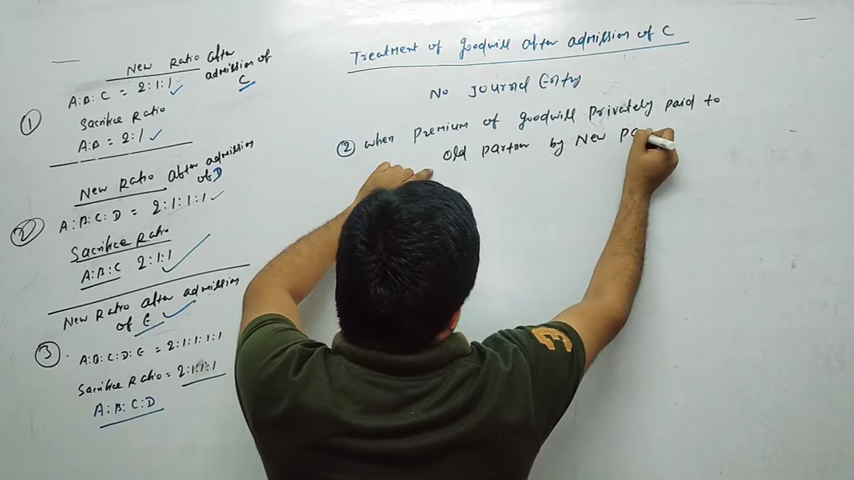 New Ratio after
admission of
C
① A:B:C = 2:1:1
Sacrifice Ratio
A:B = 2:1
② New Ratio after admission
of D
A:B:C:D = 2:1:1:1
Sacrifice Ratio
A:B:C 2:1:1
③ New Ratio after admission
of E
A:B:C:D:E = 2:1:1:1:1
Sacrifice Ratio = 2:1:1:1
A:B:C:D
Treatment of goodwill after admission of C
No Journal Entry
② when premium of goodwill Privately paid to
old partner by New Pa